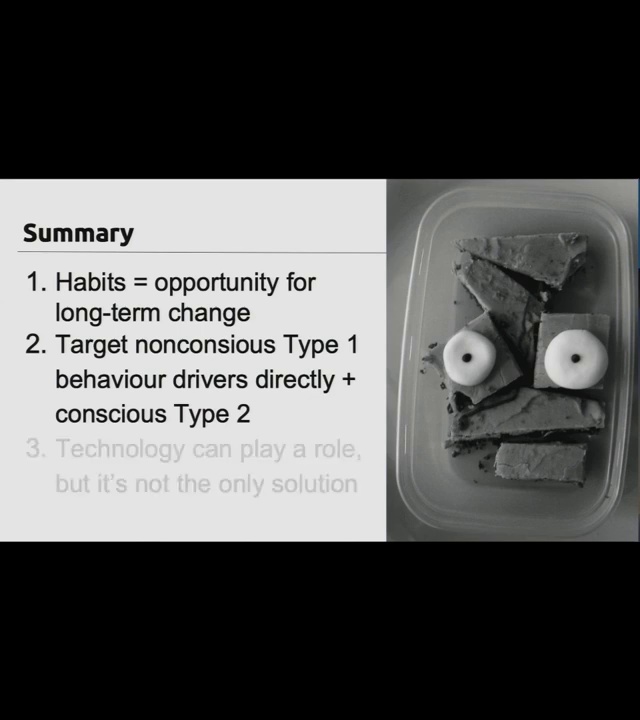 Summary
1. Habits = opportunity for
long-term change
2. Target nonconsious Type 1
behaviour drivers directly +
conscious Type 2
3. Technology can play a role,
but it's not the only solution